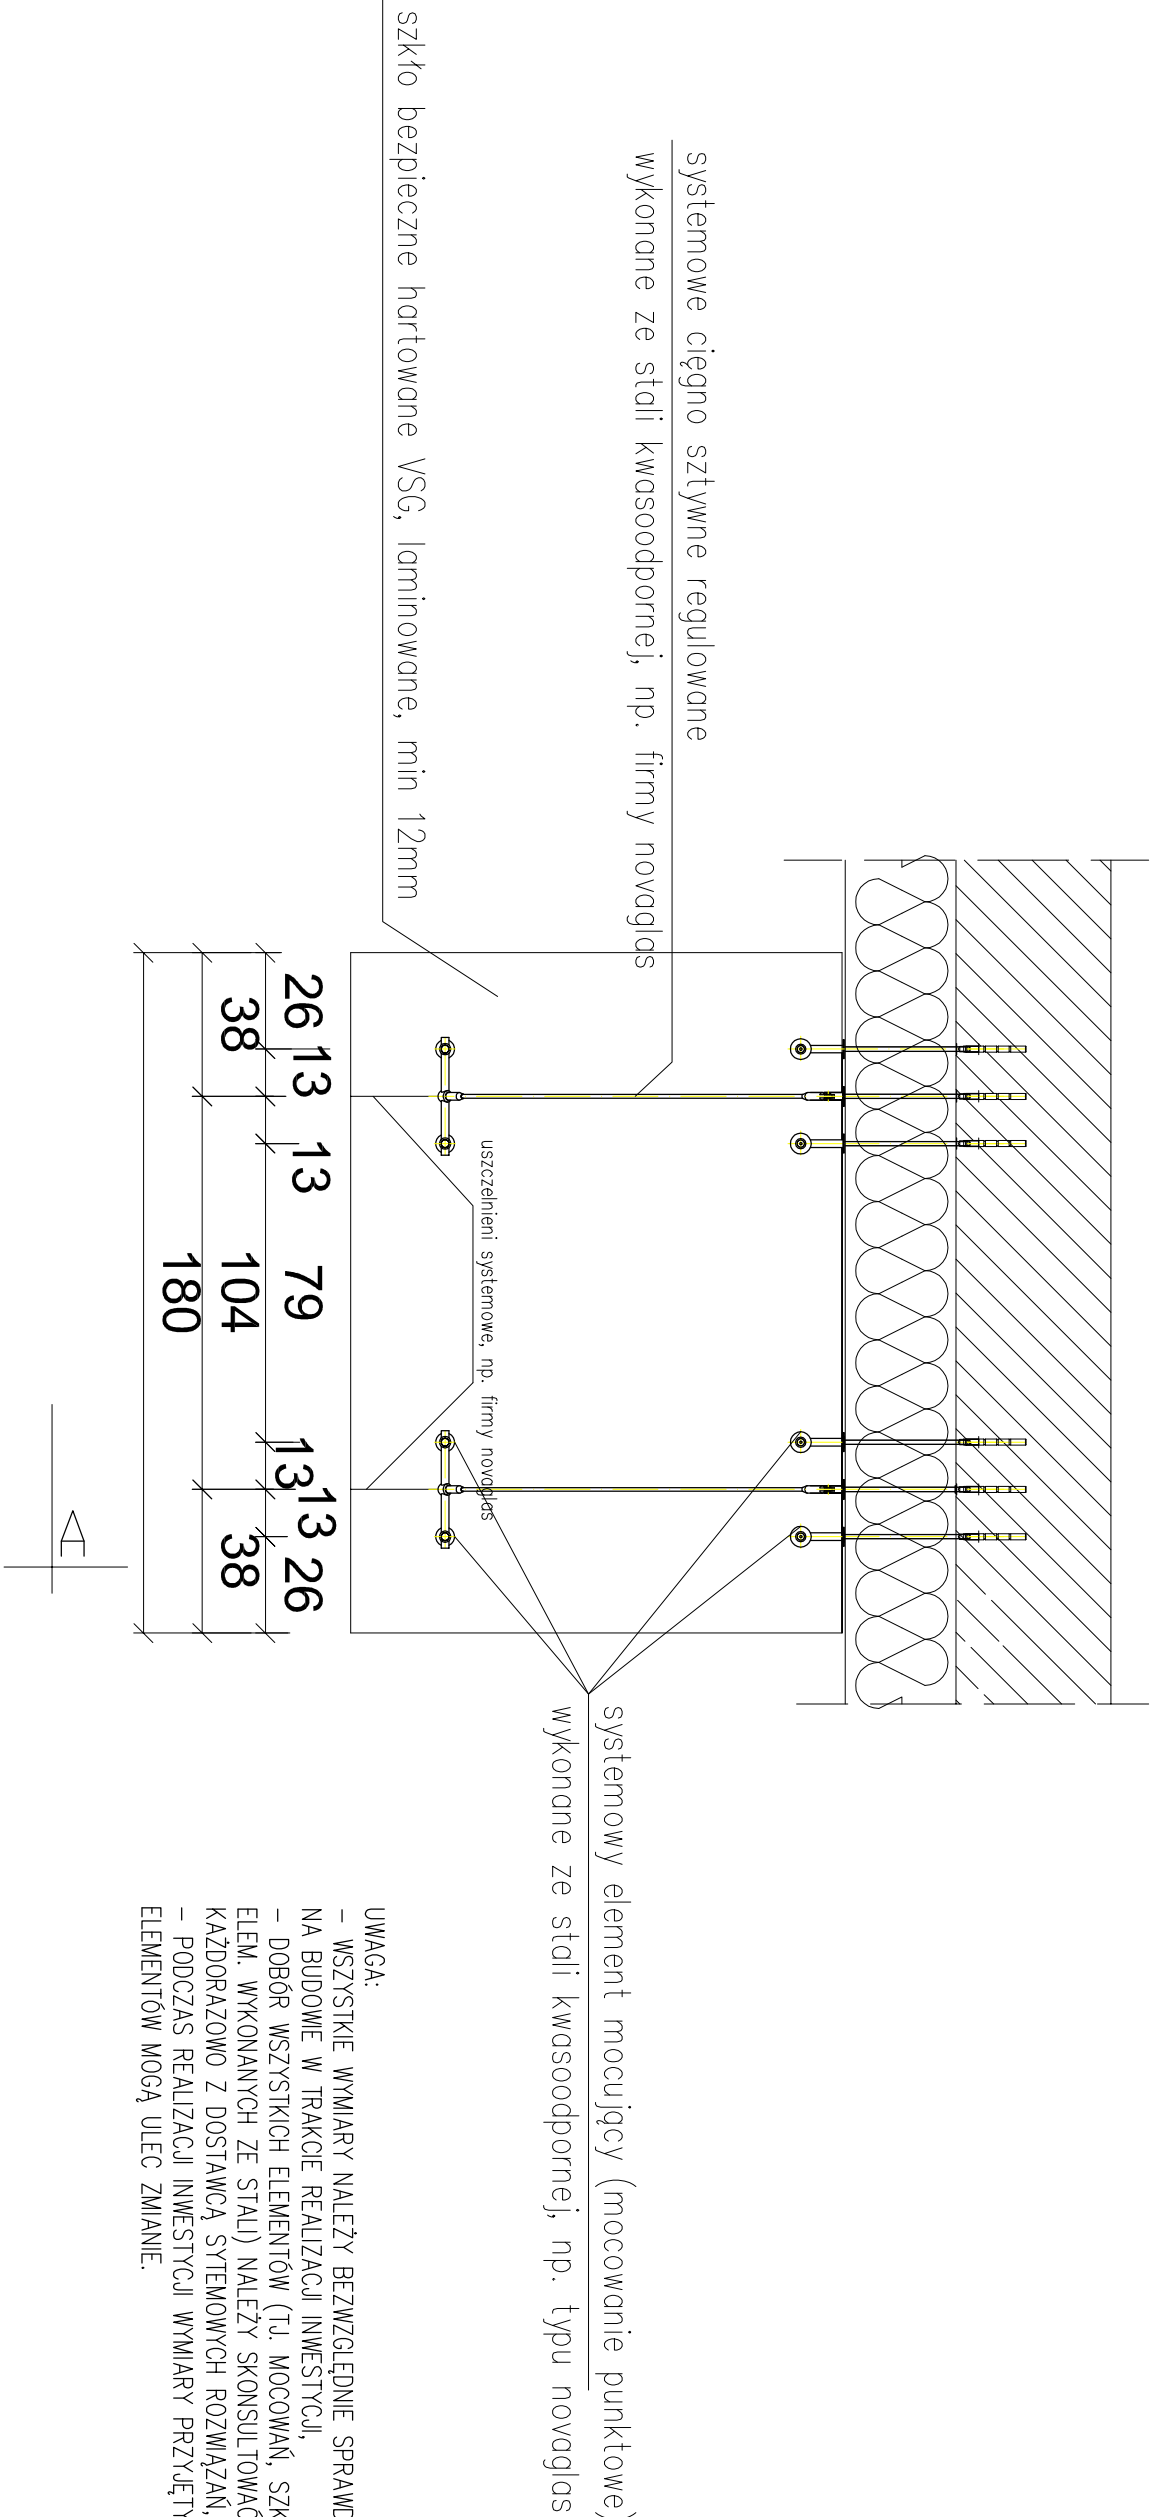 systemowe cięgno sztywne regulowane
wykonane ze stali kwasoodpornej, np. firmy novaglas
szkło bezpieczne hartowane VSG, laminowane, min 12mm
uszczelnieni systemowe, np. firmy novaglas
systemowy element mocujący (mocowanie punktowe)
wykonane ze stali kwasoodpornej, np. typu novaglas
26 13 13 79 13 13 26
38 104 38
180
A
UWAGA:
– WSZYSTKIE WYMIARY NALEŻY BEZWZGLĘDNIE
NA BUDOWIE W TRAKCIE REALIZACJI INWESTYCJI,
– DOBÓR WSZYSTKICH ELEMENTÓW (TJ. MOCOWAŃ,
ELEM. WYKONANYCH ZE STALI) NALEŻY SKONSULTOWAĆ
KAŻDORAZOWO Z DOSTAWCĄ SYTEMOWYCH ROZWIĄZAŃ,
– PODCZAS REALIZACJI INWESTYCJI WYMIARY
ELEMENTÓW MOGĄ ULEC ZMIANIE.